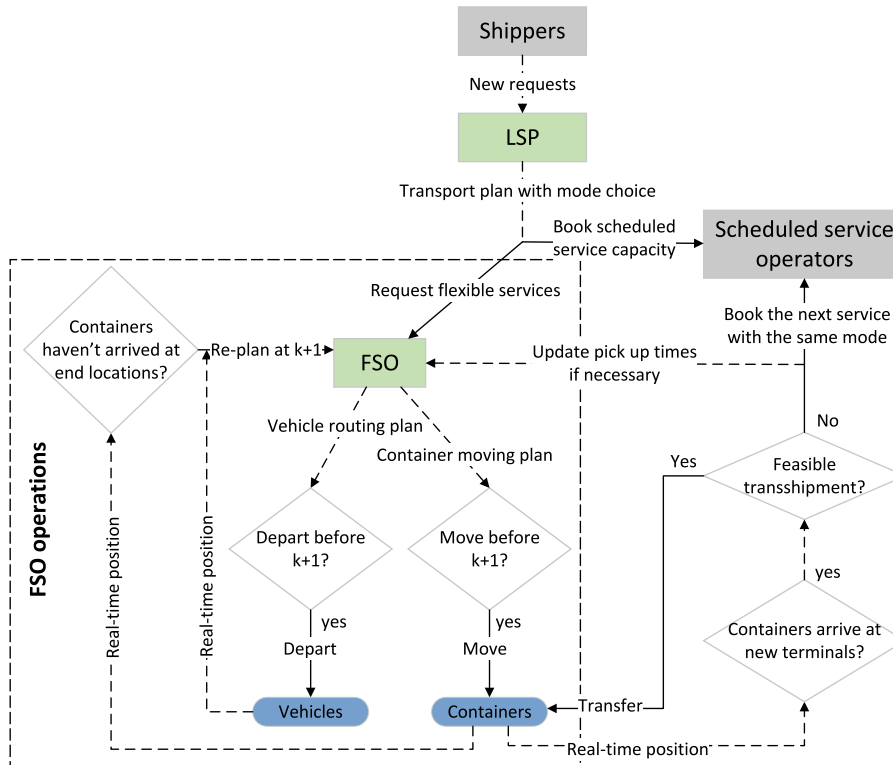 Shippers
New requests
LSP
Transport plan with mode choice
Book scheduled
service capacity
Scheduled service
operators
Request flexible services
Book the next service
with the same mode
Containers
haven't arrived at
end locations?
Re-plan at k+1
FSO
Update pick up times
if necessary
Vehicle routing plan
Container moving plan
No
Yes
Feasible
transshipment?
FSO operations
Real-time position
Real-time position
Depart before
k+1?
Move before
k+1?
yes
yes
yes
Depart
Move
Containers arrive at
new terminals?
Vehicles
Containers
Transfer
Real-time position